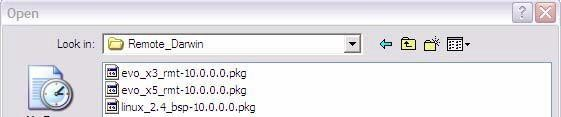 Open
Look in: Remote_Darwin
evo_x3_rmt-10.0.0.0.pkg
evo_x5_rmt-10.0.0.0.pkg
linux_2.4_bsp-10.0.0.0.pkg